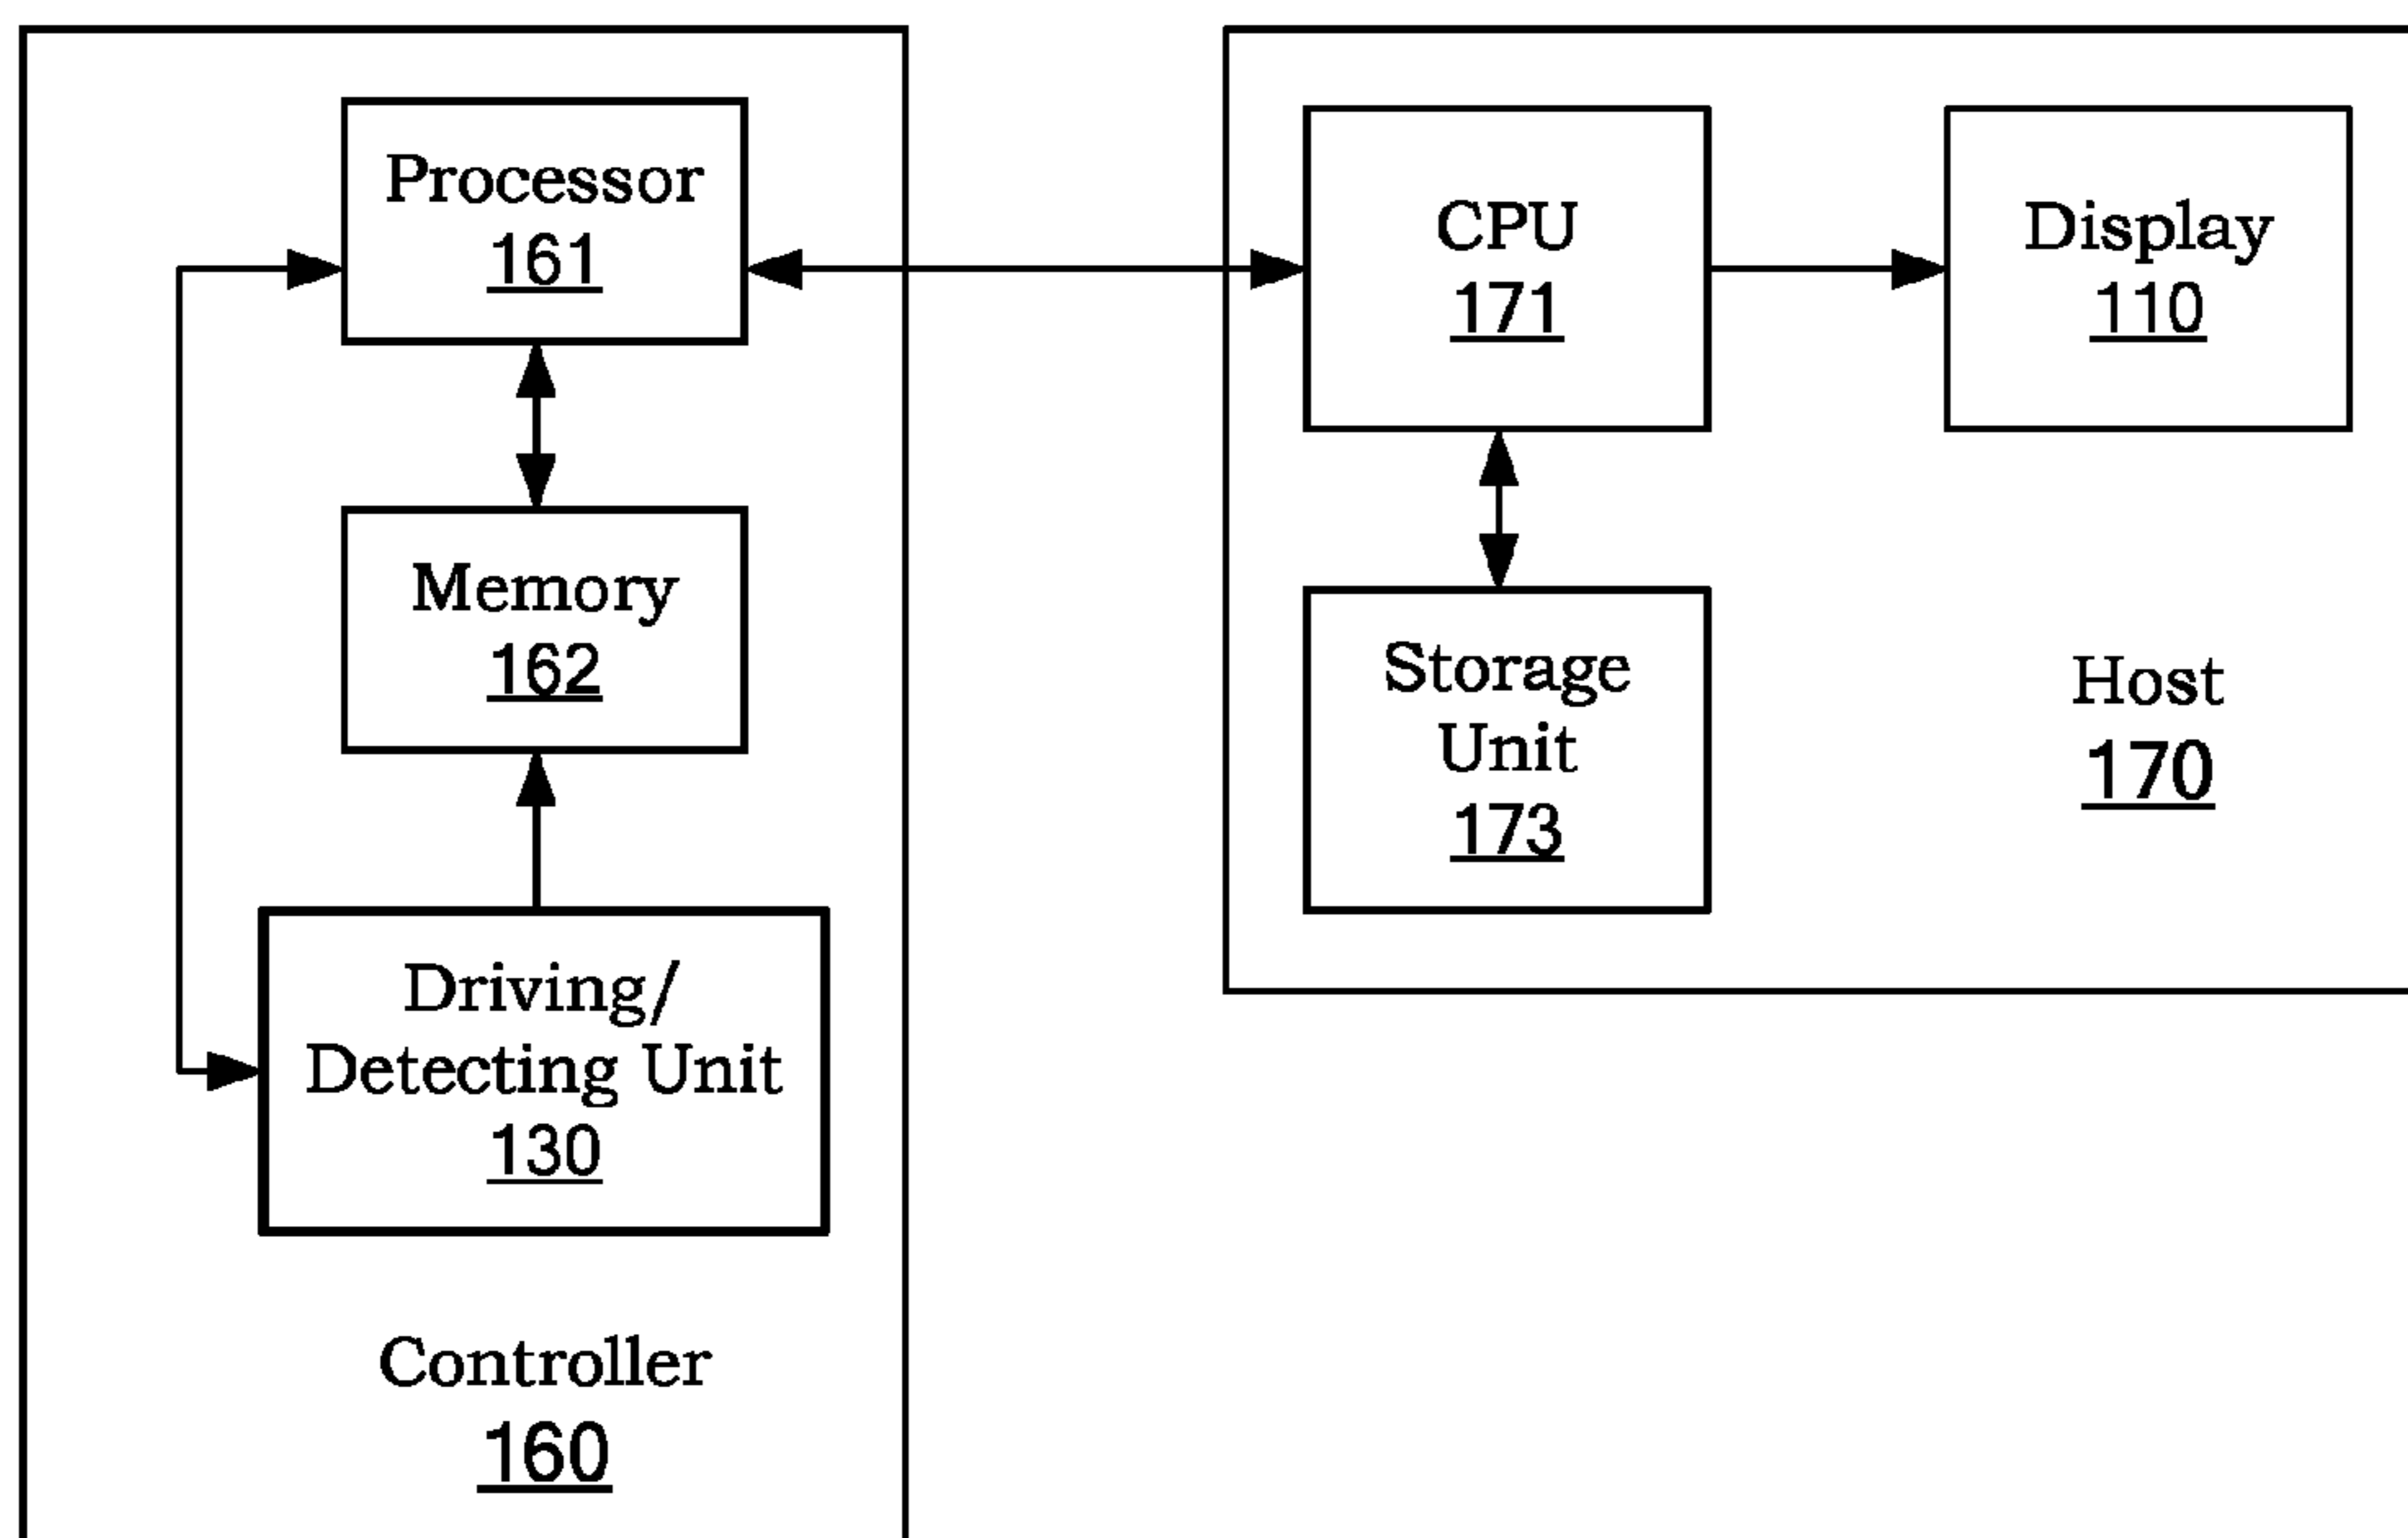 Processor
161
Memory
162
Driving/
Detecting Unit
130
Controller
160
CPU
171
Display
110
Storage
Unit
173
Host
170